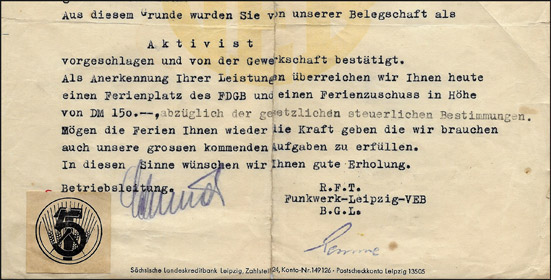 Aus diesem Grunde wurden Sie von unserer Belegschaft als
Aktivist
vorgeschlagen und von der Gewerkschaft bestätigt.
Als Anerkennung Ihrer Leistungen überreichen wir Ihnen heute
einen Ferienplatz des FDGB und einen Ferienzuschuss in Höhe
von DM 150.--, abzüglich der gestzlichen steuerlichen Bestimmungen.
Mögen die Ferien Ihnen wieder die Kraft geben die wir brauchen
auch unsere grossen kommenden Aufgaben zu erfüllen.
In diesen Sinne wünschen wir Ihnen gute Erholung.
Betriebsleitung.
R.F.T.
Funkwerk-Leipzig-VEB
B.G.L.
5
Sächsische Landeskreditbank Leipzig, Zahlstell 24, Konto-Nr. 149126 · Postscheckkonto Leipzig 13505